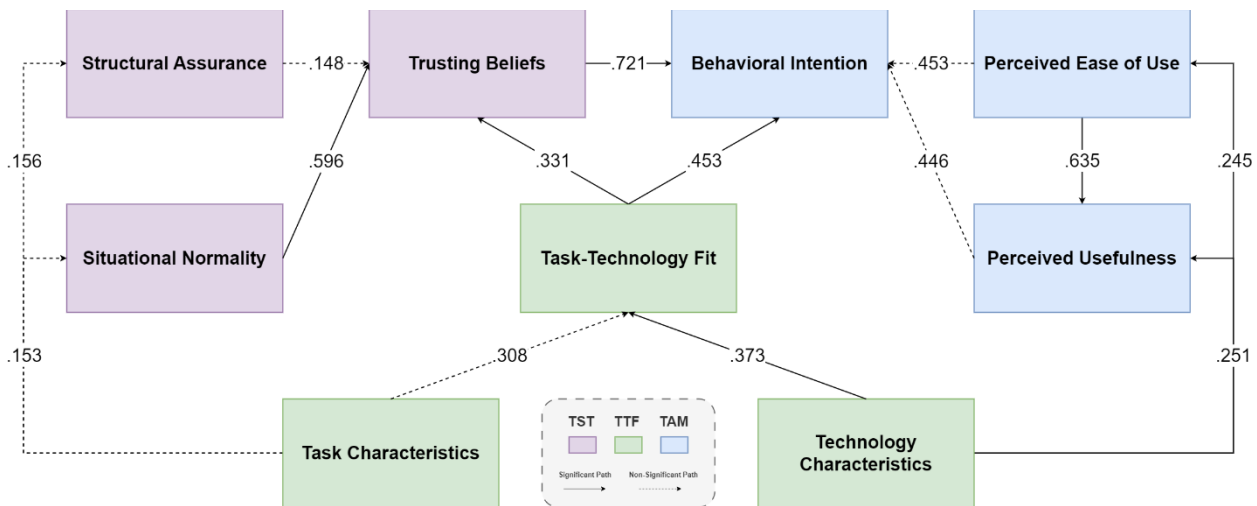 Structural Assurance
.148
Trusting Beliefs
.721
Behavioral Intention
.453
Perceived Ease of Use
.156
.596
.331
.453
.446
.635
.245
Situational Normality
Task-Technology Fit
Perceived Usefulness
.153
.308
.373
.251
Task Characteristics
TST TTF TAM
Significant Path Non-Significant Path
Technology
Characteristics